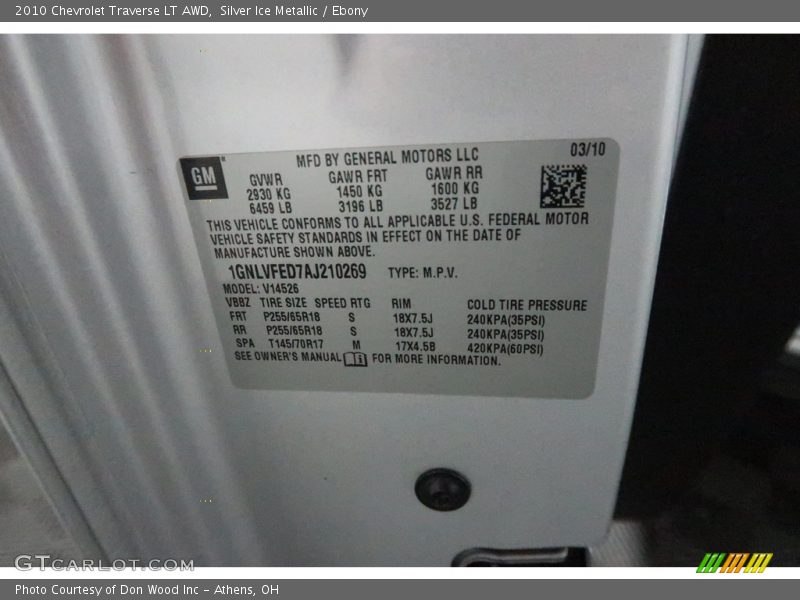 2010 Chevrolet Traverse LT AWD,  Silver Ice Metallic / Ebony
GM
MFD BY GENERAL MOTORS LLC 03/10
GVWR GAWR FRT GAWR RR
2930 KG 1450 KG 1600 KG
6459 LB 3196 LB 3527 LB
THIS VEHICLE CONFORMS TO ALL APPLICABLE U.S. FEDERAL MOTOR
VEHICLE SAFETY STANDARDS IN EFFECT ON THE DATE OF
MANUFACTURE SHOWN ABOVE.
1GNLVFED7AJ210269 TYPE: M.P.V.
MODEL: V14526
VBBZ TIRE SIZE SPEED RTG RIM COLD TIRE PRESSURE
FRT P255/65R18 S 18X7.5J 240KPA(35PSI)
RR P255/65R18 S 18X7.5J 240KPA(35PSI)
SPA T145/70R17 M 17X4.5B 420KPA(60PSI)
SEE OWNER'S MANUAL FOR MORE INFORMATION.
GTCARLOT.COM
Photo Courtesy of Don Wood Inc - Athens, OH